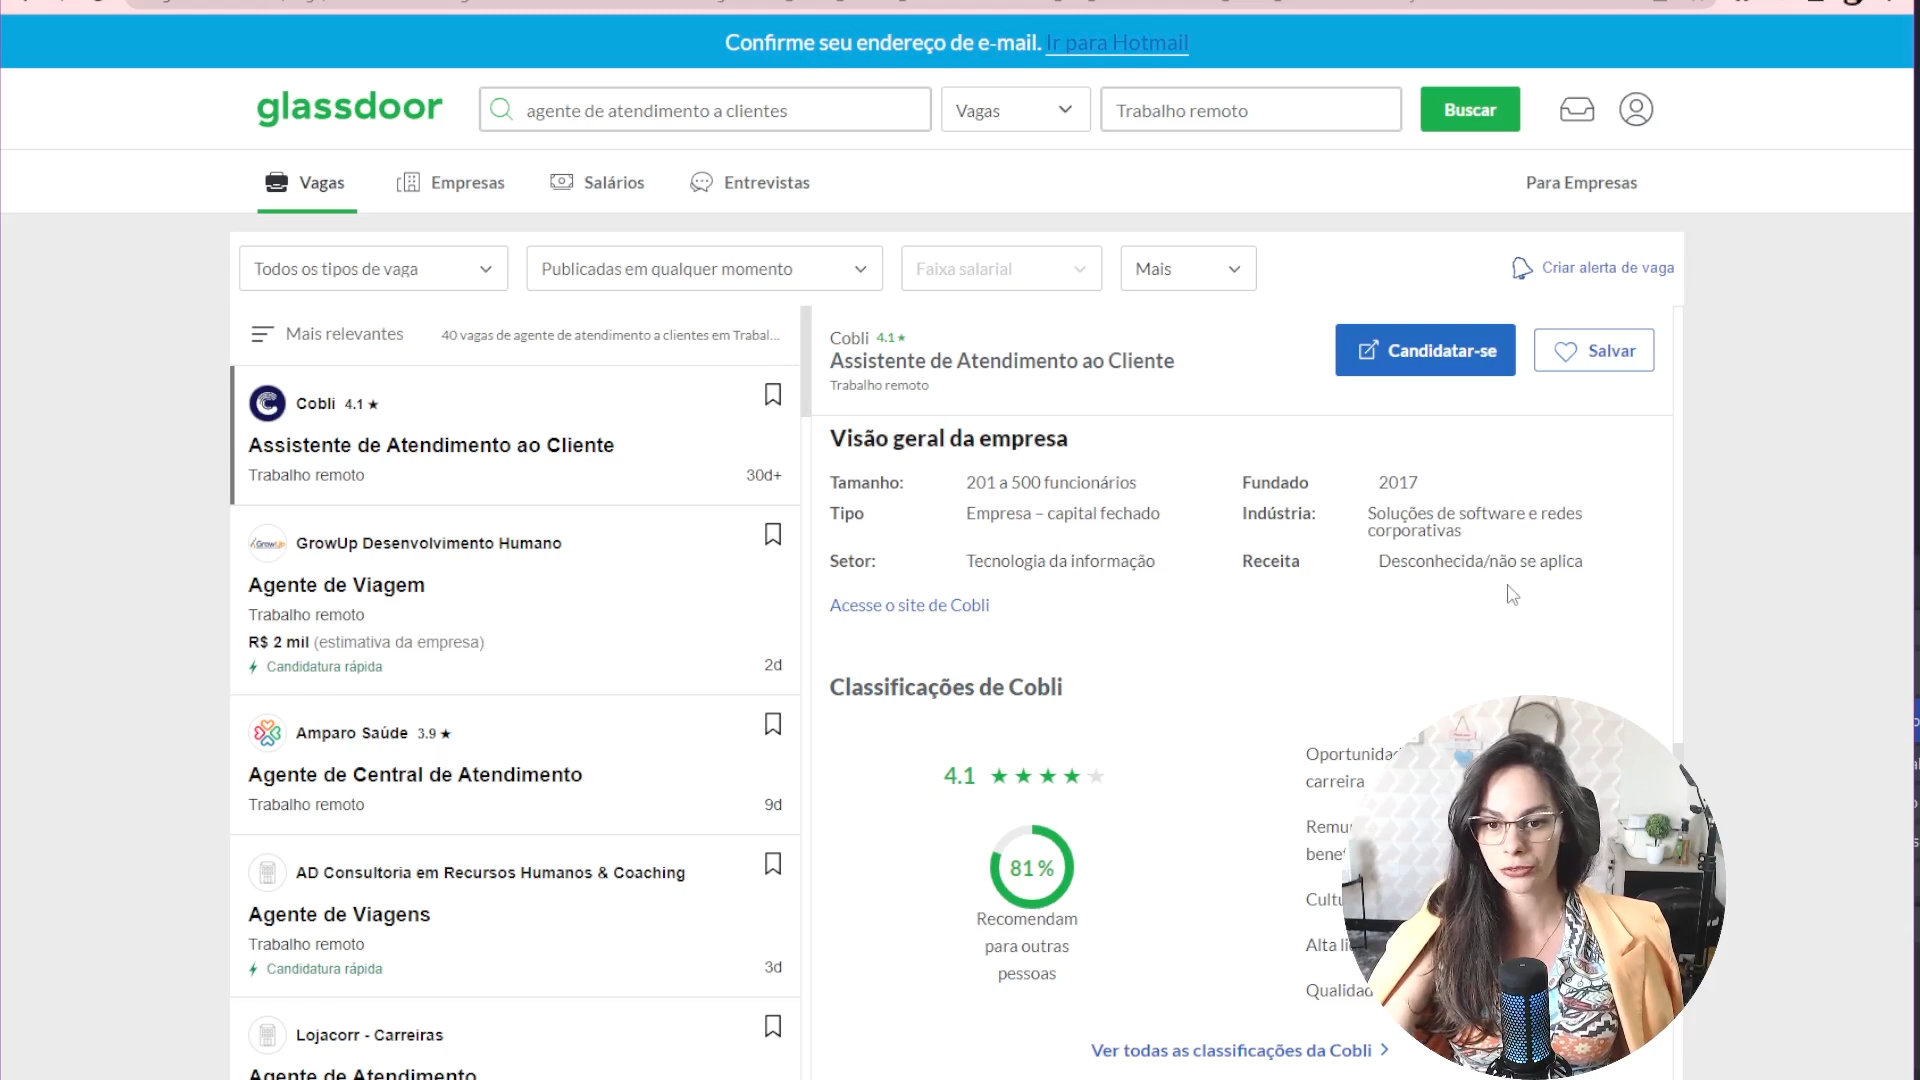 Confirme seu endereço de e-mail. Ir para Hotmail
glassdoor
agente de atendimento a clientes
Vagas
Trabalho remoto
Buscar
Vagas
Empresas
Salários
Entrevistas
Para Empresas
Todos os tipos de vaga
Publicadas em qualquer momento
Faixa salarial
Mais
Criar alerta de vaga
Mais relevantes
40 vagas de agente de atendimento a clientes em Trabal...
Cobli 4.1 ★
Assistente de Atendimento ao Cliente
Trabalho remoto
30d+
GrowUp Desenvolvimento Humano
Agente de Viagem
Trabalho remoto
R$ 2 mil (estimativa da empresa)
Candidatura rápida
2d
Amparo Saúde 3.9 ★
Agente de Central de Atendimento
Trabalho remoto
9d
AD Consultoria em Recursos Humanos & Coaching
Agente de Viagens
Trabalho remoto
Candidatura rápida
3d
Lojacorr - Carreiras
Agente de Atendimento
Cobli 4.1 ★
Assistente de Atendimento ao Cliente
Trabalho remoto
Candidatar-se
Salvar
Visão geral da empresa
Tamanho: 201 a 500 funcionários
Fundado 2017
Tipo Empresa – capital fechado
Indústria: Soluções de software e redes
corporativas
Setor: Tecnologia da informação
Receita Desconhecida/não se aplica
Acesse o site de Cobli
Classificações de Cobli
4.1 ★★★★★
81%
Recomendam
para outras
pessoas
Oportunidad
carreira
Remu
bene
Cultu
Alta li
Qualidad
Ver todas as classificações da Cobli